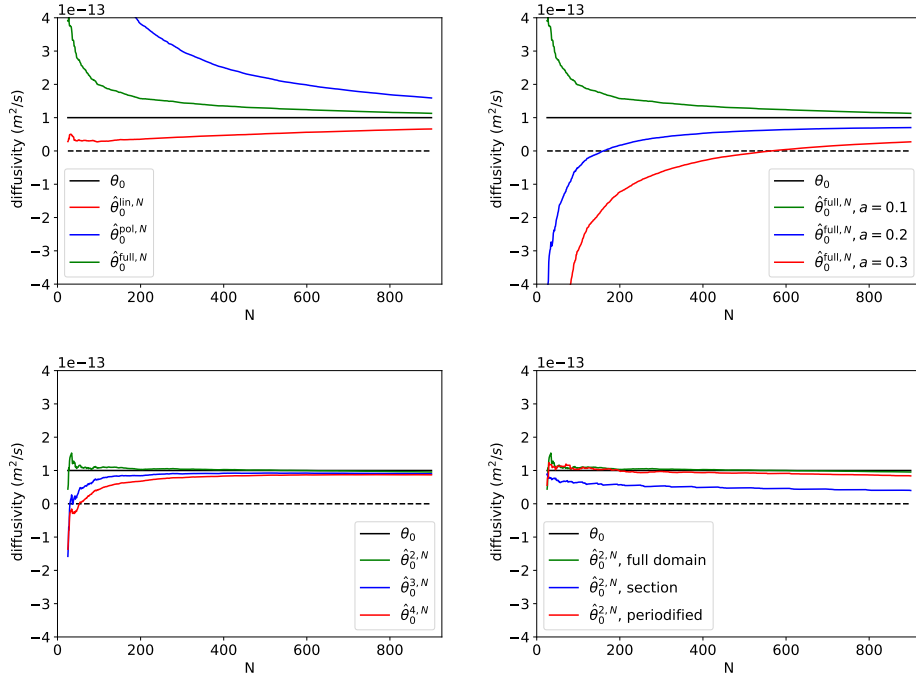 1e−13
4
3
2
1
0
−1
−2
−3
−4
diffusivity (m²/s)
0 200 400 600 800
N
θ₀
θ̂₀^{lin, N}
θ̂₀^{pol, N}
θ̂₀^{full, N}
1e−13
4
3
2
1
0
−1
−2
−3
−4
diffusivity (m²/s)
0 200 400 600 800
N
θ₀
θ̂₀^{full, N}, a = 0.1
θ̂₀^{full, N}, a = 0.2
θ̂₀^{full, N}, a = 0.3
1e−13
4
3
2
1
0
−1
−2
−3
−4
diffusivity (m²/s)
0 200 400 600 800
N
θ₀
θ̂₀^{2, N}
θ̂₀^{3, N}
θ̂₀^{4, N}
1e−13
4
3
2
1
0
−1
−2
−3
−4
diffusivity (m²/s)
0 200 400 600 800
N
θ₀
θ̂₀^{2, N}, full domain
θ̂₀^{2, N}, section
θ̂₀^{2, N}, periodified